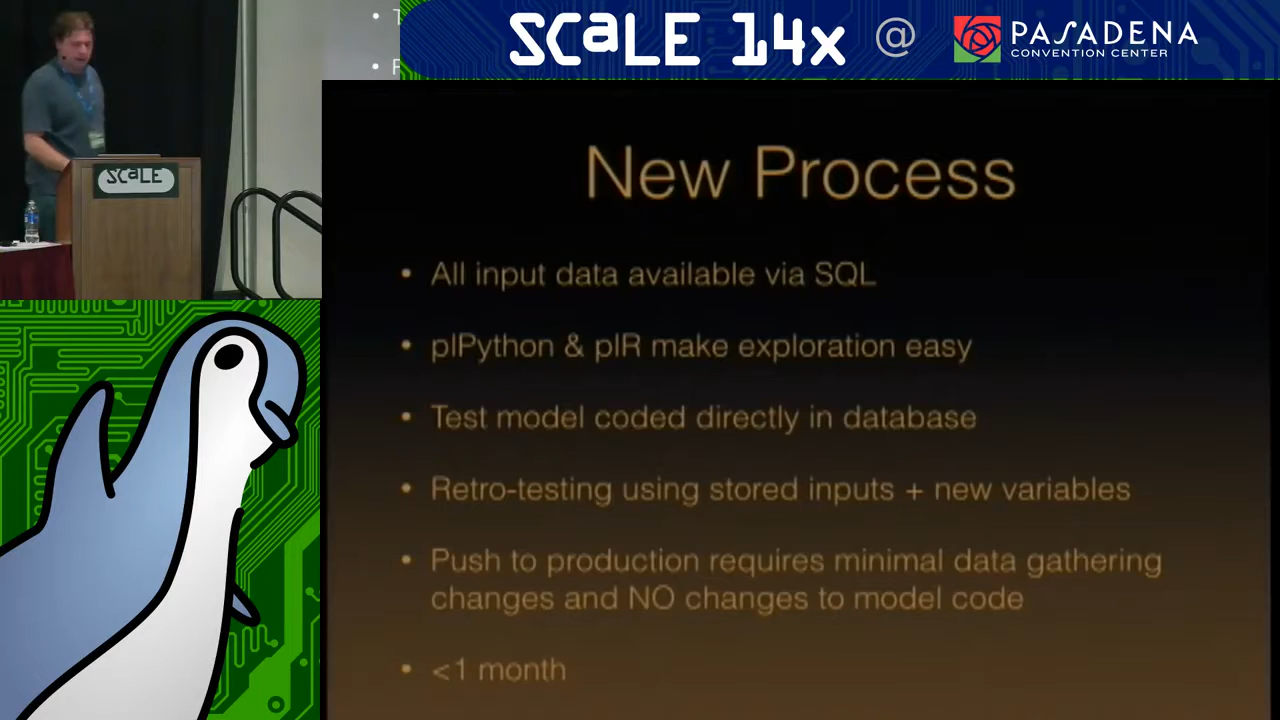 SCaLE 14x @ PASADENA
CONVENTION CENTER
SCaLE
New Process
• All input data available via SQL
• plPython & plR make exploration easy
• Test model coded directly in database
• Retro-testing using stored inputs + new variables
• Push to production requires minimal data gathering
changes and NO changes to model code
• <1 month